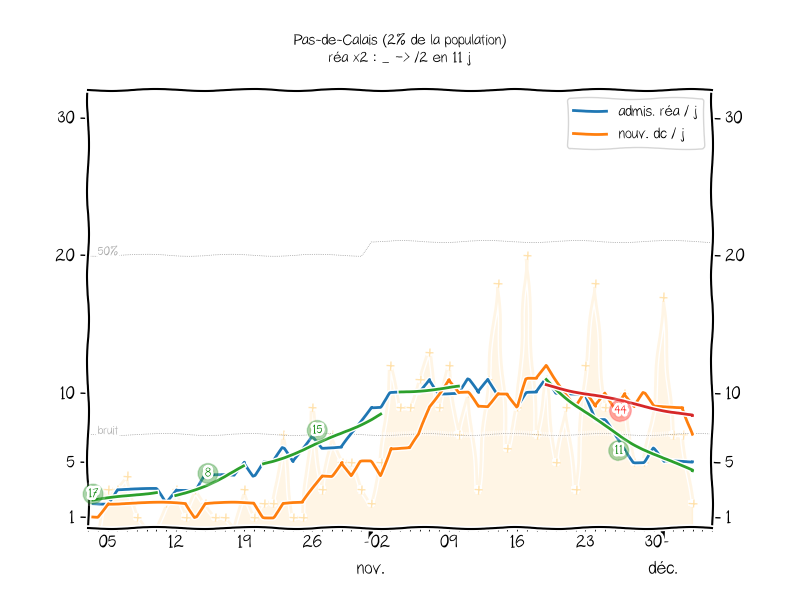 Pas-de-Calais (2% de la population)
réa x2 : _ -> /2 en 11 j
admis. réa / j
nouv. dc / j
30
30
50%
20
20
10
10
44
15
bruit
11
8
5
5
17
1
1
05 12 19 26 02 09 16 23 30
nov. déc.